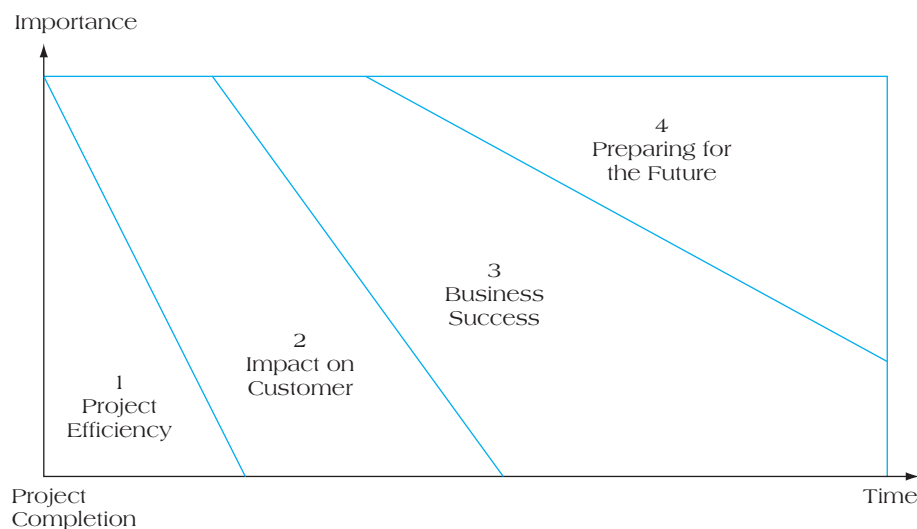 Importance
4
Preparing for
the Future
3
Business
Success
2
Impact on
Customer
1
Project
Efficiency
Project
Completion
Time